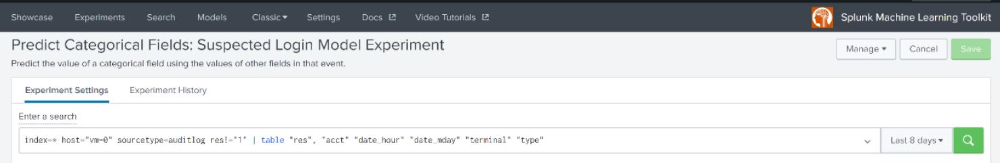 Showcase Experiments Search Models Classic Settings Docs Video Tutorials Splunk Machine Learning Toolkit
Predict Categorical Fields: Suspected Login Model Experiment
Manage Cancel Save
Predict the value of a categorical field using the values of other fields in that event.
Experiment Settings Experiment History
Enter a search
index=* host="vm-0" sourcetype=auditlog res!="1" | table "res", "acct" "date_hour" "date_mday" "terminal" "type" Last 8 days